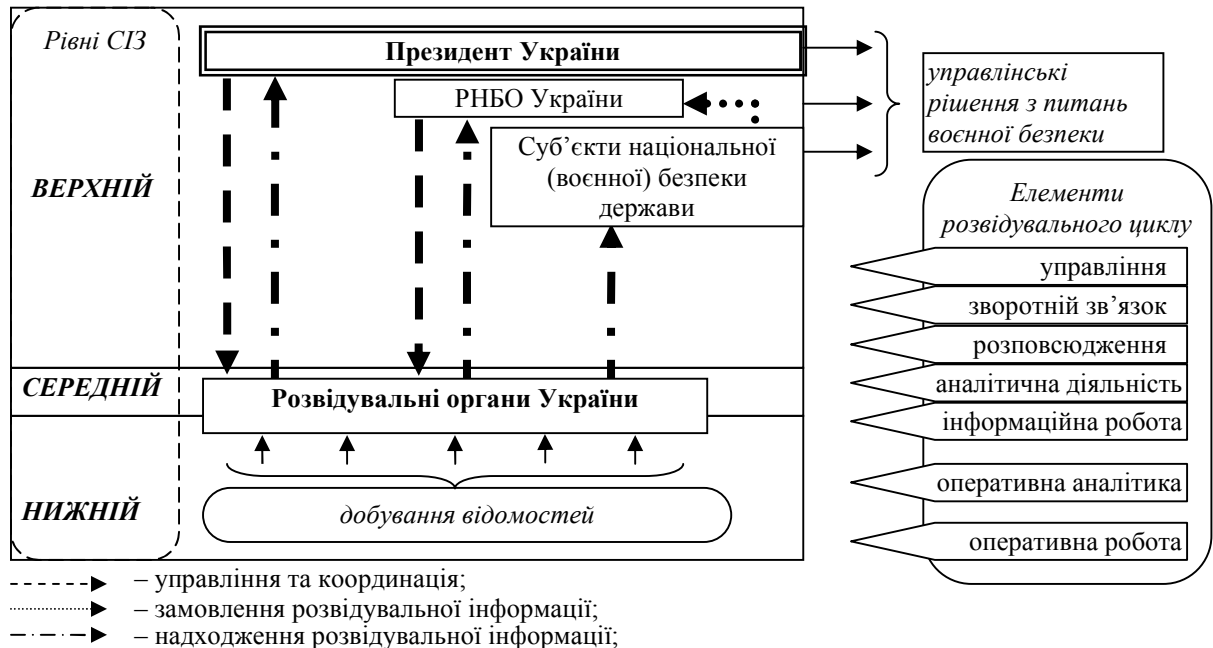 Рівні СІЗ
Президент України
РНБО України
Суб’єкти національної
(воєнної) безпеки
держави
управлінські
рішення з питань
воєнної безпеки
ВЕРХНІЙ
Елементи
розвідувального циклу
управління
зворотній зв’язок
розповсюдження
аналітична діяльність
інформаційна робота
оперативна аналітика
оперативна робота
СЕРЕДНІЙ
Розвідувальні органи України
НИЖНІЙ
добування відомостей
– управління та координація;
– замовлення розвідувальної інформації;
– надходження розвідувальної інформації;